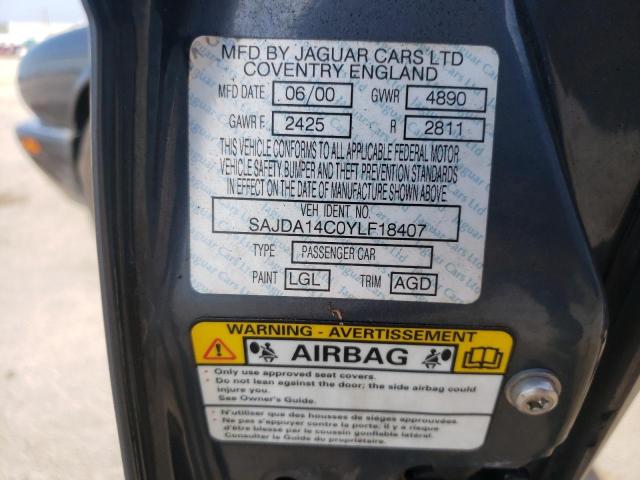 MFD BY JAGUAR CARS LTD
COVENTRY ENGLAND
MFD DATE 06/00 GVWR 4890
GAWR F 2425 R 2811
THIS VEHICLE CONFORMS TO ALL APPLICABLE FEDERAL MOTOR
VEHICLE SAFETY BUMPER AND THEFT PREVENTION STANDARDS
IN EFFECT ON THE DATE OF MANUFACTURE SHOWN ABOVE
VEH IDENT. NO.
SAJDA14C0YLF18407
TYPE PASSENGER CAR
PAINT LGL TRIM AGD
WARNING - AVERTISSEMENT
AIRBAG
• Only use approved seat covers.
• Do not lean against the door; the side airbag could
injure you.
See Owner's Guide.
• N'utiliser que des housses de sièges approuvées.
• Ne pas s'appuyer contre la porte, il y a risque
d'être blessé par le coussin gonflable latéral.
Consulter le Guide du propriétaire.